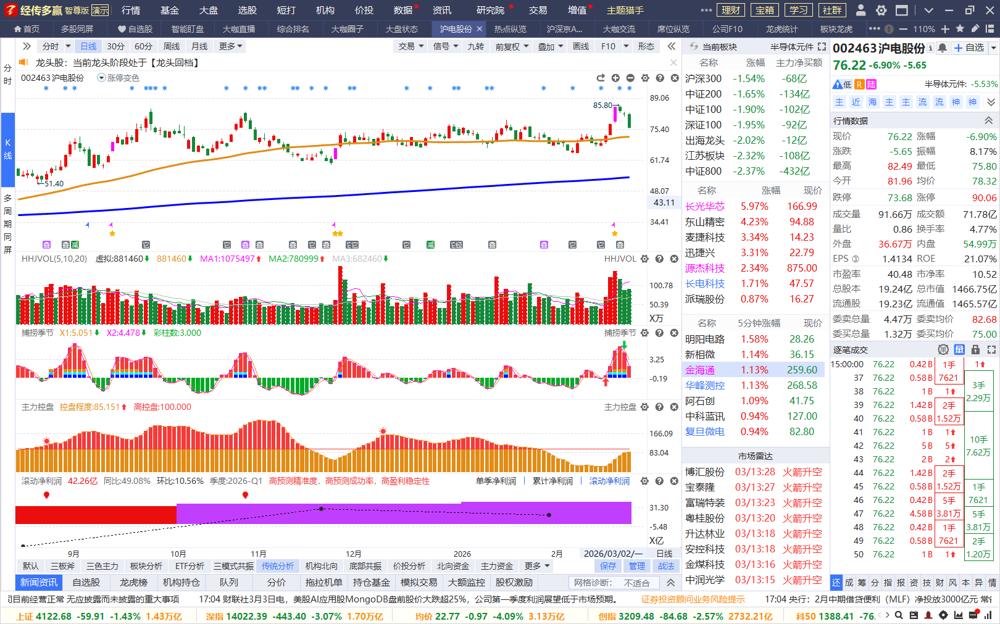 经传多赢 智尊版 演示 行情 基金 大盘 选股 短打 机构 价投 数据 资讯 研究院 交易 增值 主题猎手 理财 宝箱 学习 社群
首页 多股同屏 自选股 智能盯盘 大咖直播 综合排名 大咖圈子 大盘状态 沪电股份 热点纵览 沪深京A... 大咖交流 席位纵览 公司F10 龙虎统计 板块龙虎 110%
分时 日线 30分 60分 周线 月线 更多 交易 信号 九转 前复权 叠加 画线 F10 形态
分时
K线
多周期同屏
龙头股：当前龙头阶段处于【龙头回档】
002463 沪电股份 涨停变色
89.06
85.80
75.40
61.74
51.40
48.07
43.11
34.41
HHJVOL(5,10,20) 虚拟:881460 881460 MA1:1075497 MA2:780999 MA3:682460 HHJVOL
100.78
50.39
X万
捕捞季节 X1:5.051 X2:4.478 彩柱数:3.000 捕捞季节
3.25
-0.19
主力控盘 控盘程度:85.151 高控盘:100.000 主力控盘
166.09
83.04
滚动净利润 42.26亿 同比:49.08% 环比:10.56% 季度:2026-Q1 高预测精准度，高预测成功率，高盈利稳定性 单季净利润 累计净利润 滚动净利润
31.30
-5.48
X亿
9月 10月 11月 12月 2026 2月 2026/03/02/一 日线
默认 三板斧 三色主力 板块分析 ETF分析 三模式共振 传统分析 机构北向 底部共振 价投分析 北向资金 主力资金 更多 保存 管理 战法
新闻资讯 自选股 龙虎榜 机构持仓 队列 分价 拖拉机单 持仓基金 模拟交易 大额监控 股权激励 网格诊断： 不适合
当前板块 半导体元件
名称 涨幅 主力净买额
沪深300 -1.54% -68亿
中证200 -1.65% -134亿
中证100 -1.90% -102亿
深证100 -1.95% -92亿
出海龙头 -2.02% -12亿
江苏板块 -2.32% -108亿
中证800 -2.37% -432亿
名称 涨幅 现价
长光华芯 5.97% 166.99
东山精密 4.23% 94.88
麦捷科技 3.34% 14.23
迅捷兴 3.31% 22.79
源杰科技 2.34% 875.00
长电科技 1.71% 47.57
派瑞股份 0.87% 16.27
名称 5分钟涨幅 现价
明阳电路 1.58% 28.26
新相微 1.14% 36.15
金海通 1.13% 259.60
华峰测控 1.13% 268.58
阿石创 1.09% 41.75
中科蓝讯 0.94% 127.00
复旦微电 0.94% 82.80
市场雷达
博汇股份 03/13:28 火箭升空
宝泰隆 03/13:27 火箭升空
富瑞特装 03/13:23 火箭升空
粤桂股份 03/13:20 火箭升空
升达林业 03/13:18 火箭升空
安控科技 03/13:18 火箭升空
金煤科技 03/13:16 火箭升空
中润光学 03/13:15 火箭升空
002463 沪电股份 自选
76.22 -6.90% -5.65
低 R 陆 半导体元件: -5.53%
主 近 海 主 主 流 流 神 神
行情数据
现价 76.22 涨幅 -6.90%
涨跌 -5.65 振幅 8.17%
最高 82.49 最低 75.80
今开 81.96 均价 78.32
跌停 73.68 涨停 90.06
成交量 91.66万 成交额 71.78亿
量比 0.86 换手率 4.77%
外盘 36.67万 内盘 54.99万
EPS ③ 1.4134 ROE 21.07%
市盈率 40.48 市净率 10.52
总股本 19.24亿 总市值 1466.75亿
流通股 19.23亿 流通值 1465.57亿
委卖总量 4.47万 委卖均价 82.68
委买总量 1.32万 委买均价 75.00
逐笔成交
15:00:00 76.22 0.42 B 1手 1
37 76.22 0.58 B 7621
38 76.22 1 B 1 3手
39 76.22 1.42 B 2手 2.29万
40 76.22 0.58 B 1.52万
41 76.22 1 B 1 10手
42 76.22 5 B 5 7.62万
43 76.22 2 B 2
44 76.22 1.42 B 2手
45 76.22 0.58 B 1.52万 1手
46 76.22 0.42 B 5手 7621
47 76.22 4.58 B 3.81万 5手
48 76.22 0.42 B 1手 3.81万
49 76.22 0.58 B 7621 2手
50 76.22 1 B 1 1.20万
还 成 筹 分 指 报 资 技 财 风 本 异 情
司目前经营正常 无应披露而未披露的重大事项 17:04 财联社3月3日电，美股AI应用股MongoDB盘前股价大跌超25%，公司第一季度利润展望低于市场预期。 证券投资顾问业务风险提示 17:04 央行：2月中期借贷便利（MLF）净投放3000亿元
上证 4122.68 -59.91 -1.43% 1.43万亿 深指 14022.39 -443.40 -3.07% 1.70万亿 均价 22.77 -0.97 -4.09% 3.13万亿 创指 3209.48 -84.68 -2.57% 2732.21亿 科50 1388.41 -76.